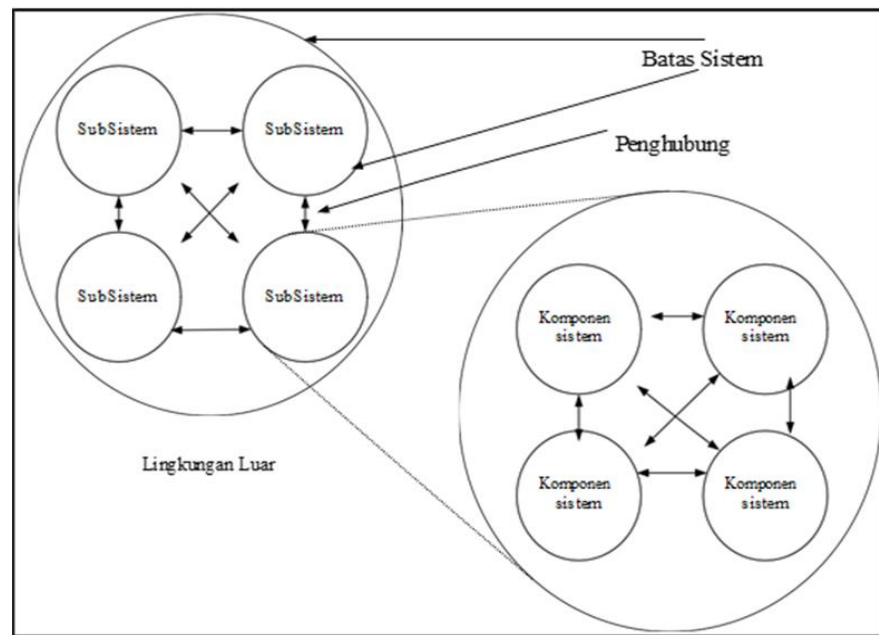 Batas Sistem
SubSistem
SubSistem
Penghubung
SubSistem
SubSistem
Komponen
sistem
Komponen
sistem
Lingkungan Luar
Komponen
sistem
Komponen
sistem